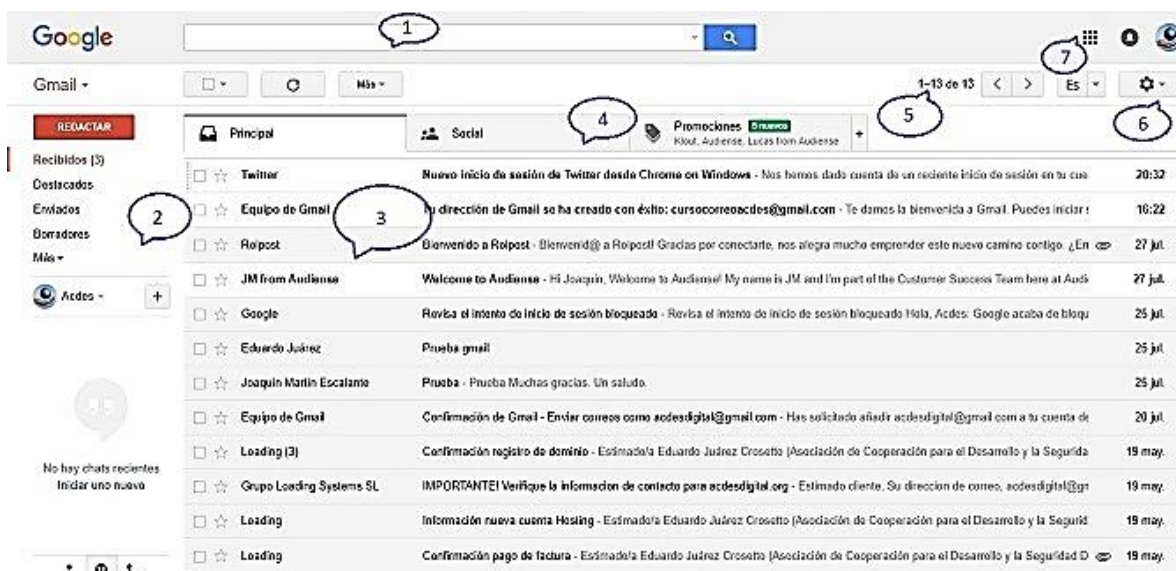 Google
1
7
Gmail
Más
1–13 de 13
Es
5
6
REDACTAR
Principal
Social
4
Promociones 5 nuevos
Klout, Audiense, Lucas from Audiense
+
Recibidos (3)
Destacados
Enviados
Borradores
Más
2
3
Acdes
+
Twitter Nuevo inicio de sesión de Twitter desde Chrome on Windows - Nos hemos dado cuenta de un reciente inicio de sesión en tu cue 20:32
Equipo de Gmail Tu dirección de Gmail se ha creado con éxito: cursocorreoacdes@gmail.com - Te damos la bienvenida a Gmail. Puedes iniciar s 16:22
Rolpost Bienvenido a Rolpost - Bienvenid@ a Rolpost! Gracias por conectarte, nos alegra mucho emprender este nuevo camino contigo. ¿En 27 jul.
JM from Audiense Welcome to Audiense - Hi Joaquin, Welcome to Audiense! My name is JM and I'm part of the Customer Success Team here at Audi 27 jul.
Google Revisa el intento de inicio de sesión bloqueado - Revisa el intento de inicio de sesión bloqueado Hola, Acdes: Google acaba de bloqu 25 jul.
Eduardo Juárez Prueba gmail 25 jul.
Joaquin Martin Escalante Prueba - Prueba Muchas gracias. Un saludo. 25 jul.
Equipo de Gmail Confirmación de Gmail - Enviar correos como acdesdigital@gmail.com - Has solicitado añadir acdesdigital@gmail.com a tu cuenta de 20 jul.
Loading (3) Confirmación registro de dominio - Estimado/a Eduardo Juárez Crosetto (Asociación de Cooperación para el Desarrollo y la Segurida 19 may.
Grupo Loading Systems SL IMPORTANTE! Verifique la informacion de contacto para acdesdigital.org - Estimado cliente, Su direccion de correo, acdesdigital@gm 19 may.
Loading Información nueva cuenta Hosting - Estimado/a Eduardo Juárez Crosetto (Asociación de Cooperación para el Desarrollo y la Segurid 19 may.
Loading Confirmación pago de factura - Estimado/a Eduardo Juárez Crosetto (Asociación de Cooperación para el Desarrollo y la Seguridad D 19 may.
No hay chats recientes
Iniciar uno nuevo